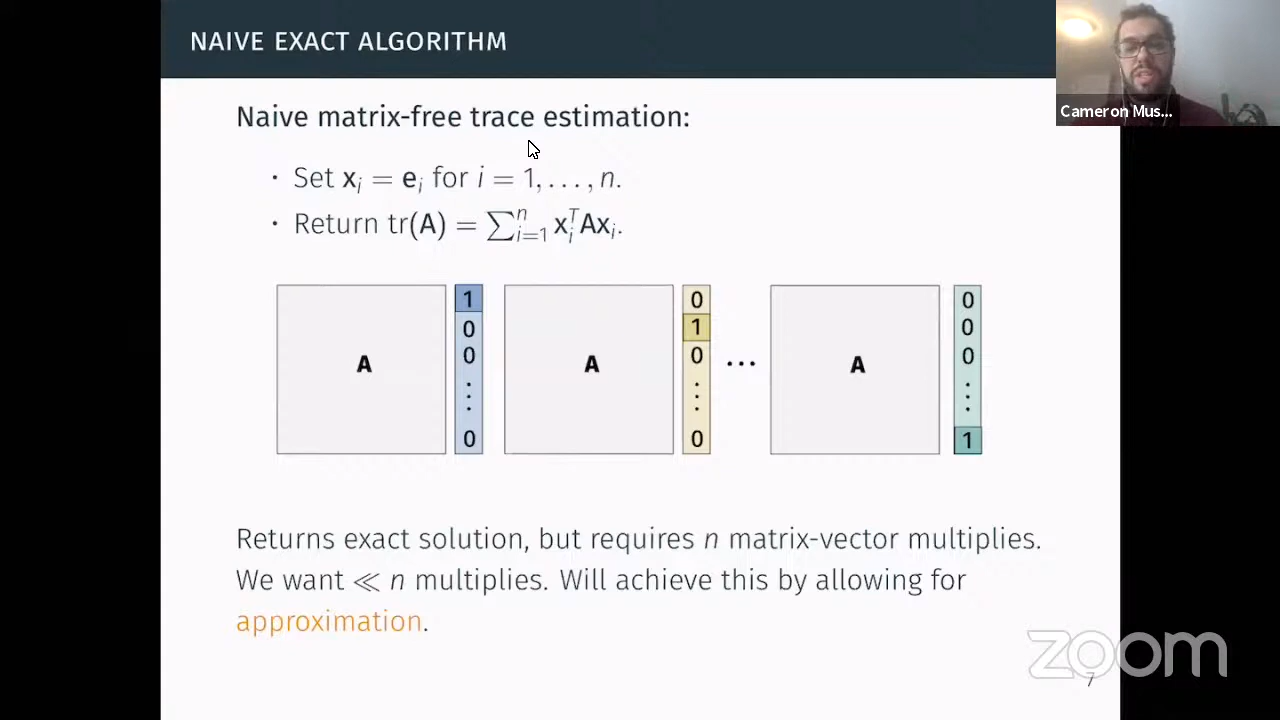 NAIVE EXACT ALGORITHM
Cameron Mus...
Naive matrix-free trace estimation:
· Set xᵢ = eᵢ for i = 1, . . . , n.
· Return tr(A) = ∑ⁿᵢ₌₁ xᵢᵀAxᵢ.
A 1 0 0 ⋮ 0
A 0 1 0 ⋮ 0
···
A 0 0 0 ⋮ 1
Returns exact solution, but requires n matrix-vector multiplies.
We want ≪ n multiplies. Will achieve this by allowing for
approximation.
zoom
7